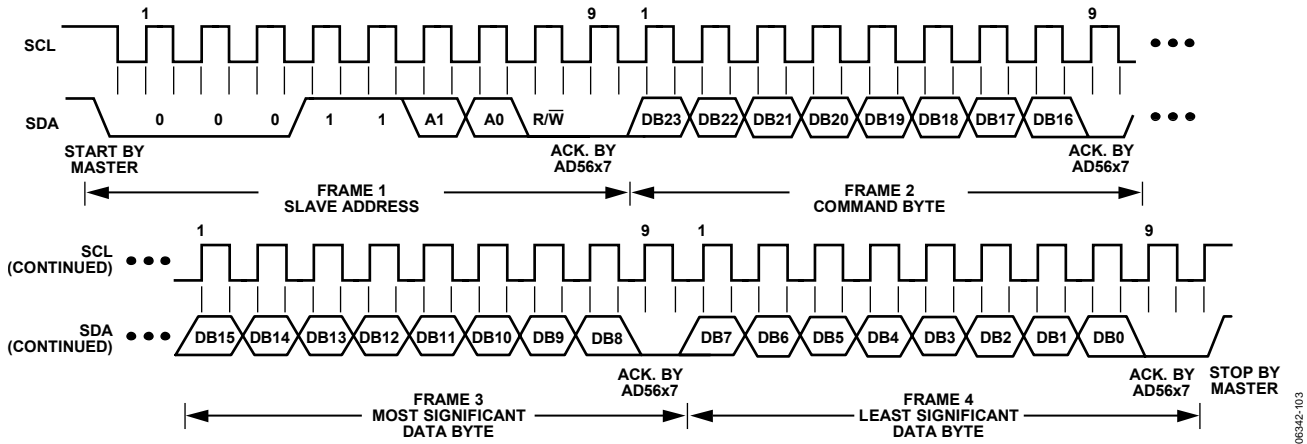 1 9 1 9
SCL
SDA 0 0 0 1 1 A1 A0 R/W̅ DB23 DB22 DB21 DB20 DB19 DB18 DB17 DB16
START BY
MASTER
ACK. BY
AD56x7
ACK. BY
AD56x7
FRAME 1
SLAVE ADDRESS
FRAME 2
COMMAND BYTE
1 9 1 9
SCL
(CONTINUED)
SDA
(CONTINUED)
DB15 DB14 DB13 DB12 DB11 DB10 DB9 DB8 DB7 DB6 DB5 DB4 DB3 DB2 DB1 DB0
ACK. BY
AD56x7
ACK. BY
AD56x7
STOP BY
MASTER
FRAME 3
MOST SIGNIFICANT
DATA BYTE
FRAME 4
LEAST SIGNIFICANT
DATA BYTE
06342-103